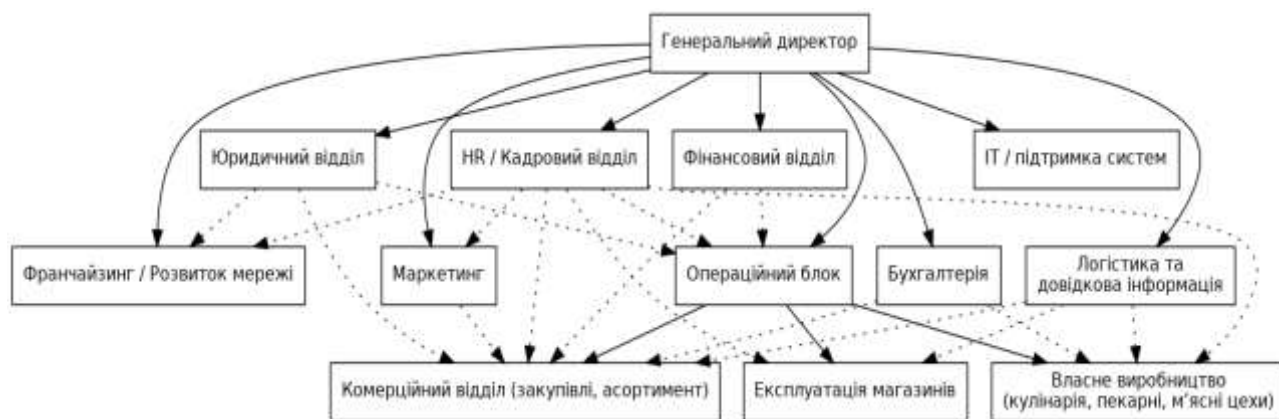 Генеральний директор
Юридичний відділ
HR / Кадровий відділ
Фінансовий відділ
ІТ / підтримка систем
Франчайзинг / Розвиток мережі
Маркетинг
Операційний блок
Бухгалтерія
Логістика та
довідкова інформація
Комерційний відділ (закупівлі, асортимент)
Експлуатація магазинів
Власне виробництво
(кулінарія, пекарні, м’ясні цехи)